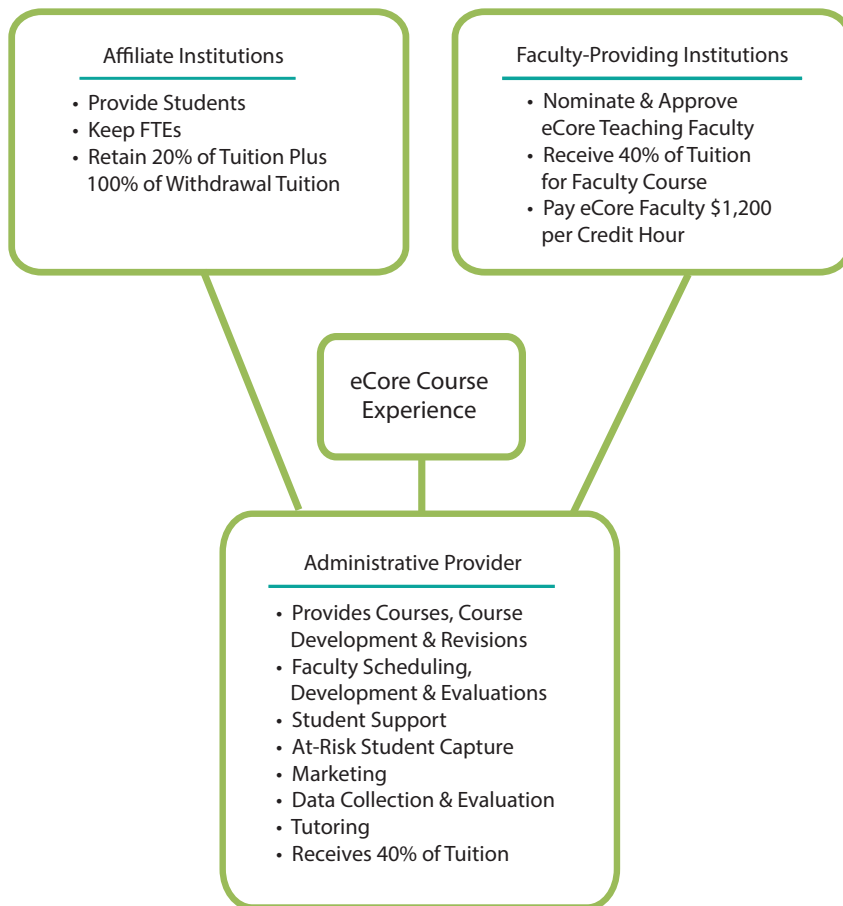 Affiliate Institutions
• Provide Students
• Keep FTEs
• Retain 20% of Tuition Plus
100% of Withdrawal Tuition
Faculty-Providing Institutions
• Nominate & Approve
eCore Teaching Faculty
• Receive 40% of Tuition
for Faculty Course
• Pay eCore Faculty $1,200
per Credit Hour
eCore Course
Experience
Administrative Provider
• Provides Courses, Course
Development & Revisions
• Faculty Scheduling,
Development & Evaluations
• Student Support
• At-Risk Student Capture
• Marketing
• Data Collection & Evaluation
• Tutoring
• Receives 40% of Tuition